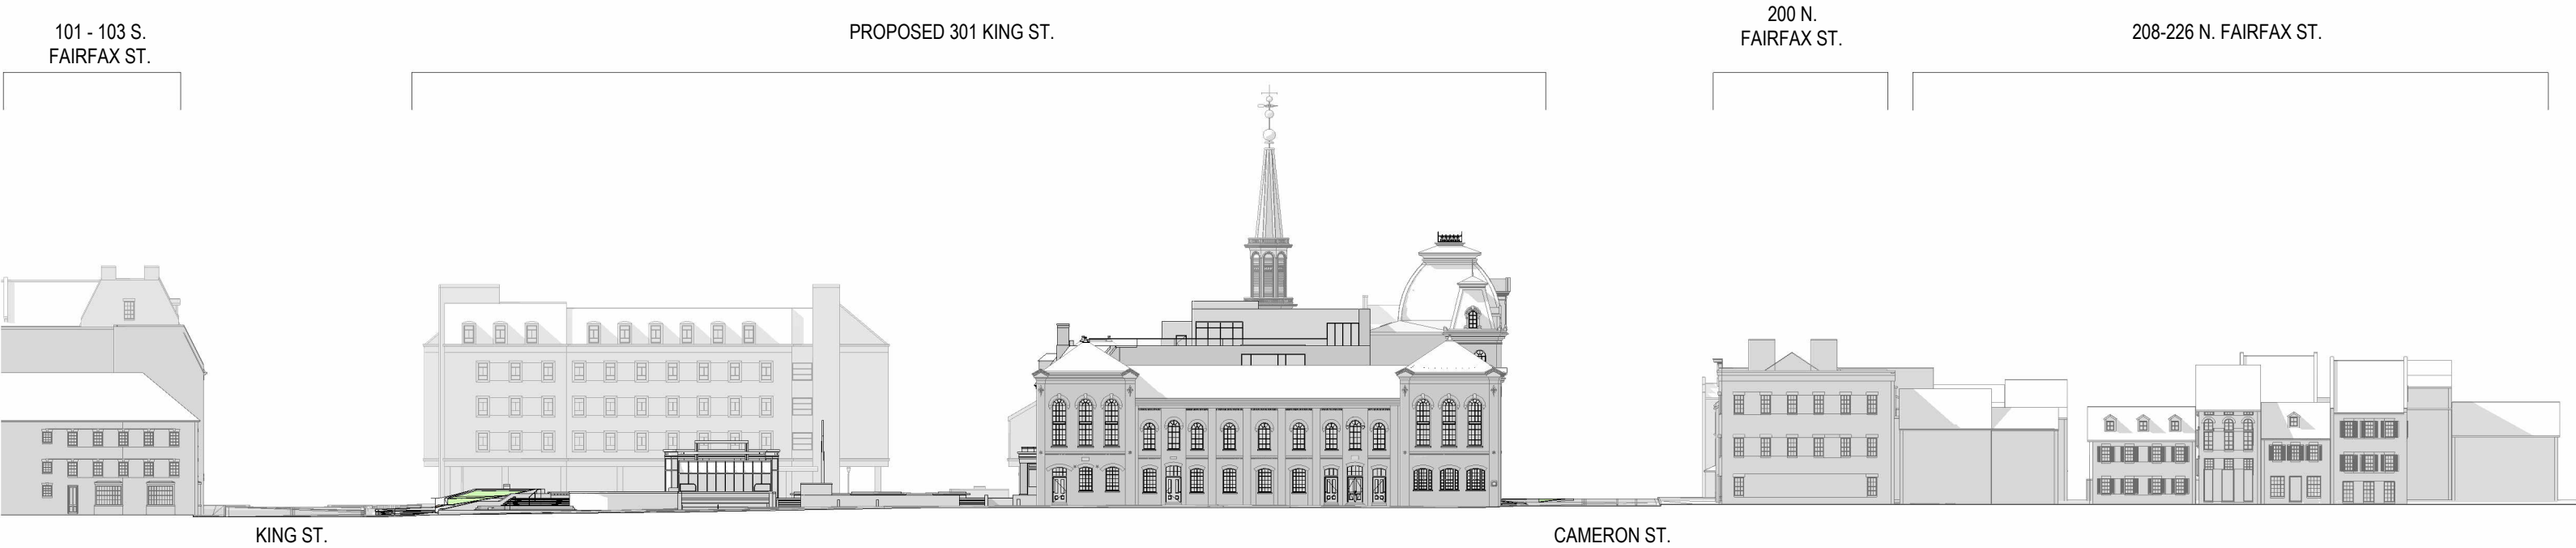 101 - 103 S.
FAIRFAX ST.
PROPOSED 301 KING ST.
200 N.
FAIRFAX ST.
208-226 N. FAIRFAX ST.
KING ST.
CAMERON ST.